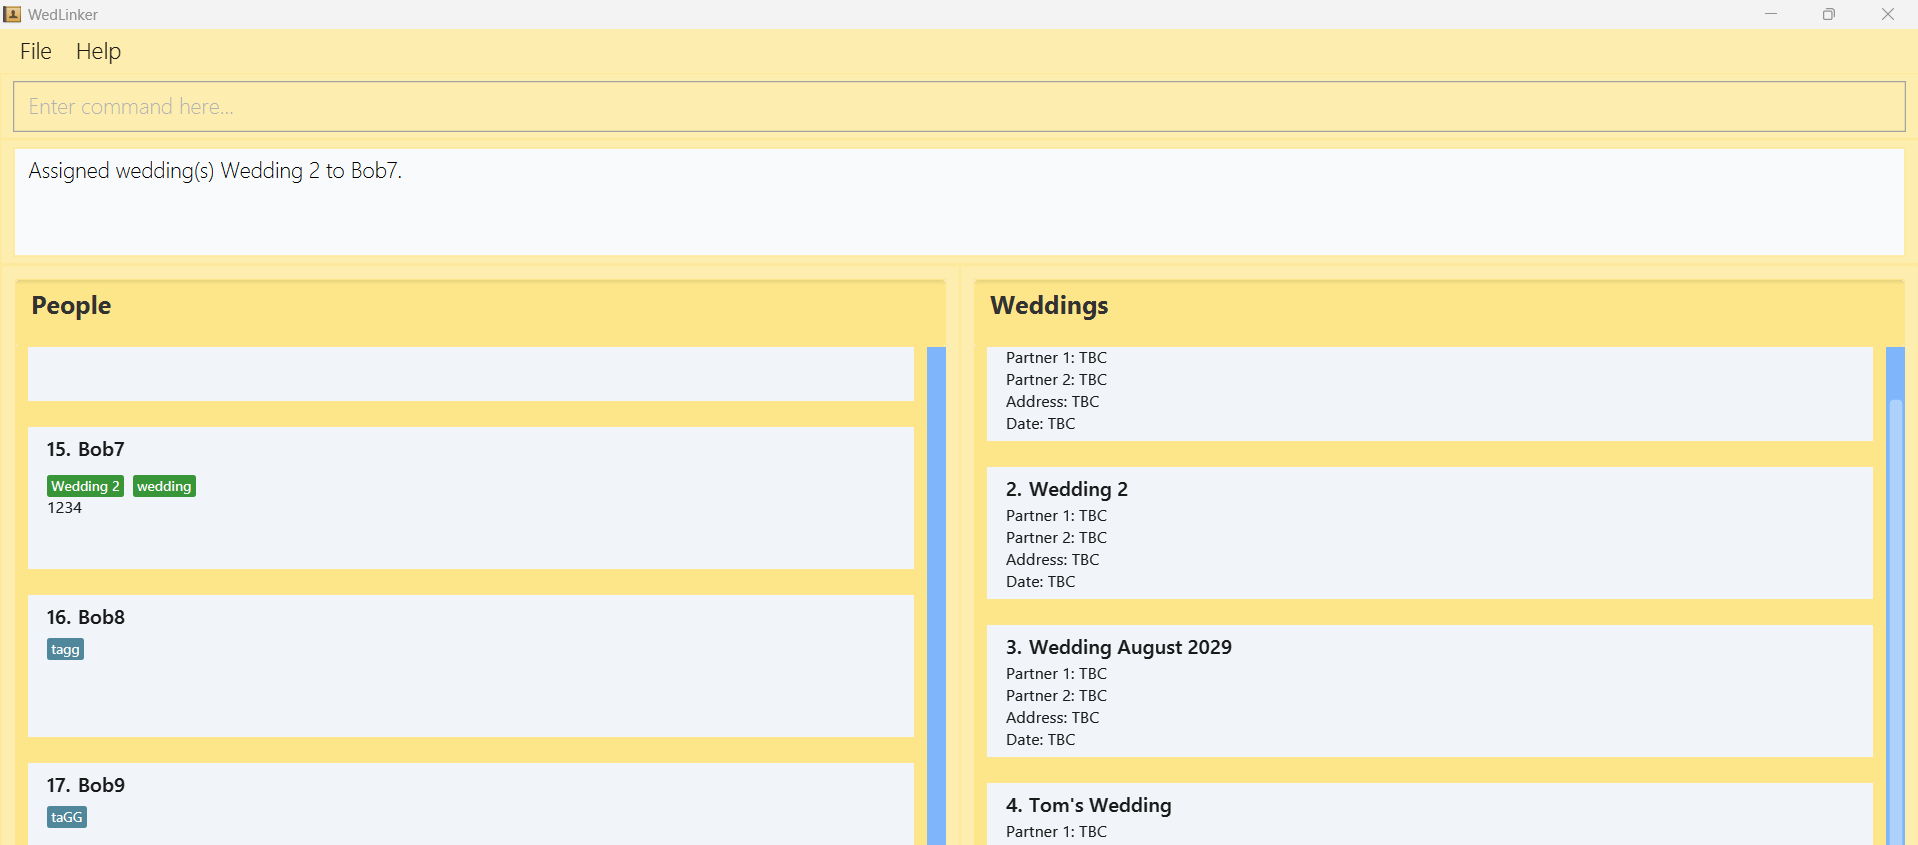 WedLinker
File Help
Enter command here...
Assigned wedding(s) Wedding 2 to Bob7.
People
15. Bob7
Wedding 2 wedding
1234
16. Bob8
tagg
17. Bob9
taGG
Weddings
Partner 1: TBC
Partner 2: TBC
Address: TBC
Date: TBC
2. Wedding 2
Partner 1: TBC
Partner 2: TBC
Address: TBC
Date: TBC
3. Wedding August 2029
Partner 1: TBC
Partner 2: TBC
Address: TBC
Date: TBC
4. Tom's Wedding
Partner 1: TBC